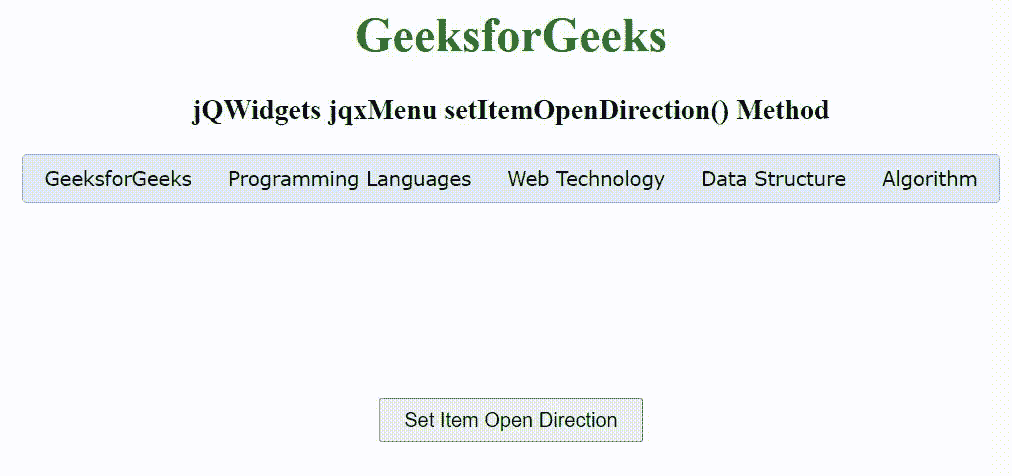 GeeksforGeeks
jQWidgets jqxMenu setItemOpenDirection() Method
GeeksforGeeks Programming Languages Web Technology Data Structure Algorithm
Set Item Open Direction